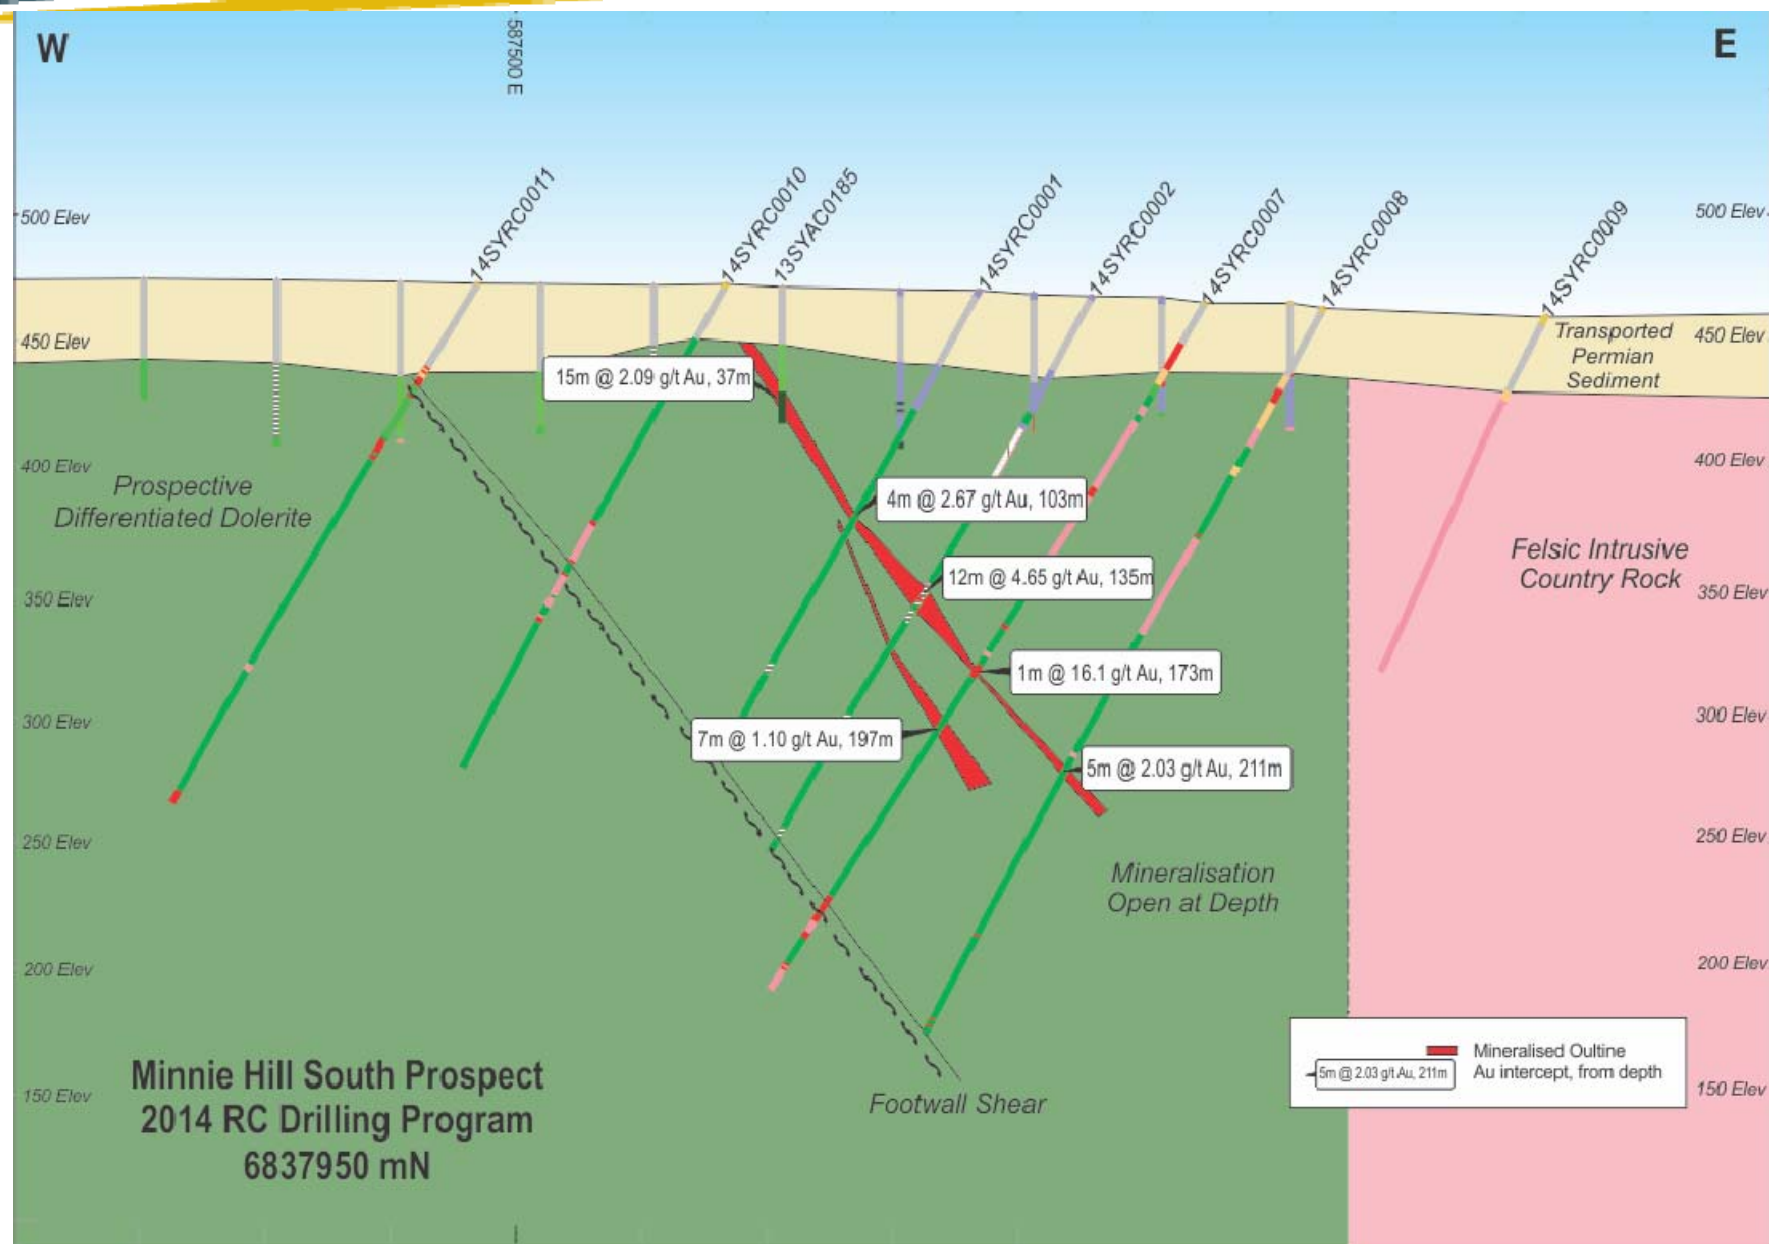 W
E
587500 E
14SYRC0011
14SYRC0010
13SYAC0185
14SYRC0001
14SYRC0002
14SYRC0007
14SYRC0008
14SYRC0009
500 Elev
500 Elev
450 Elev
450 Elev
Transported
Permian
Sediment
15m @ 2.09 g/t Au, 37m
400 Elev
400 Elev
Prospective
Differentiated Dolerite
4m @ 2.67 g/t Au, 103m
Felsic Intrusive
Country Rock
12m @ 4.65 g/t Au, 135m
350 Elev
350 Elev
1m @ 16.1 g/t Au, 173m
300 Elev
300 Elev
7m @ 1.10 g/t Au, 197m
5m @ 2.03 g/t Au, 211m
250 Elev
250 Elev
Mineralisation
Open at Depth
200 Elev
200 Elev
Minnie Hill South Prospect
2014 RC Drilling Program
6837950 mN
150 Elev
150 Elev
Footwall Shear
Mineralised Oultine
5m @ 2.03 g/t Au, 211m
Au intercept, from depth